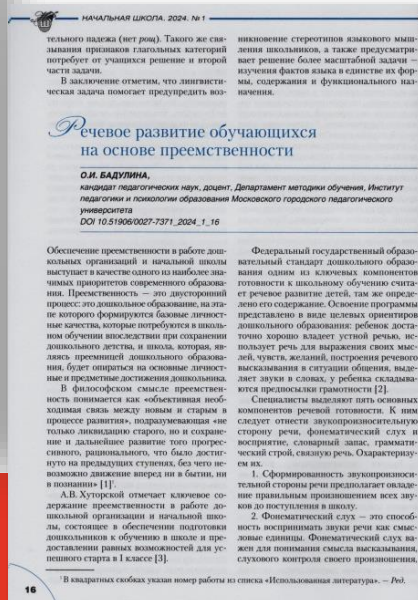 НАЧАЛЬНАЯ ШКОЛА. 2024. № 1
тельного падежа (нет рощ). Такого же свя-
зывания признаков глагольных категорий
потребует от учащихся решение и второй
части задачи.
В заключение отметим, что лингвисти-
ческая задача помогает предупредить воз-
никновение стереотипов языкового мыш-
ления школьников, а также предусматри-
вает решение более масштабной задачи —
изучения фактов языка в единстве их фор-
мы, содержания и функционального наз-
начения.
Речевое развитие обучающихся
на основе преемственности
О.И. БАДУЛИНА,
кандидат педагогических наук, доцент, Департамент методики обучения, Институт
педагогики и психологии образования Московского городского педагогического
университета
DOI 10.51906/0027-7371_2024_1_16
Обеспечение преемственности в работе дош-
кольных организаций и начальной школы
выступает в качестве одного из наиболее зна-
чимых приоритетов современного образова-
ния. Преемственность — это двусторонний
процесс: это дошкольное образование, на эта-
пе которого формируются базовые личност-
ные качества, которые потребуются в школь-
ном обучении впоследствии при сохранении
дошкольного детства, и школа, которая, яв-
ляясь преемницей дошкольного образова-
ния, будет опираться на основные личност-
ные и предметные достижения дошкольника.
В философском смысле преемствен-
ность понимается как «объективная необ-
ходимая связь между новым и старым в
процессе развития», подразумевающая «не
только ликвидацию старого, но и сохране-
ние и дальнейшее развитие того прогрес-
сивного, рационального, что было достиг-
нуто на предыдущих ступенях, без чего не-
возможно движение вперед ни в бытии, ни
в познании» [1]¹.
А.В. Хуторской отмечает ключевое со-
держание преемственности в работе до-
школьной организации и начальной шко-
лы, состоящее в обеспечении подготовки
дошкольников к обучению в школе и пре-
доставлении равных возможностей для ус-
пешного старта в I классе [3].
Федеральный государственный образо-
вательный стандарт дошкольного образо-
вания одним из ключевых компонентов
готовности к школьному обучению счита-
ет речевое развитие детей, там же опреде-
лено его содержание. Освоение программы
представлено в виде целевых ориентиров
дошкольного образования: ребенок доста-
точно хорошо владеет устной речью, ис-
пользует речь для выражения своих мыс-
лей, чувств, желаний, построения речевого
высказывания в ситуации общения, выде-
ляет звуки в словах, у ребенка складыва-
ются предпосылки грамотности [2].
Специалисты выделяют пять основных
компонентов речевой готовности. К ним
следует отнести звукопроизносительную
сторону речи, фонематический слух и
восприятие, словарный запас, граммати-
ческий строй, связную речь. Охарактеризу-
ем их.
1. Сформированность звукопроизноси-
тельной стороны речи предполагает овладе-
ние правильным произношением всех зву-
ков до поступления в школу.
2. Фонематический слух — это способ-
ность воспринимать звуки речи как смыс-
ловые единицы. Фонематический слух ва-
жен для понимания смысла высказывания,
слухового контроля своего произношения.
¹ В квадратных скобках указан номер работы из списка «Использованная литература». — Ред.
16